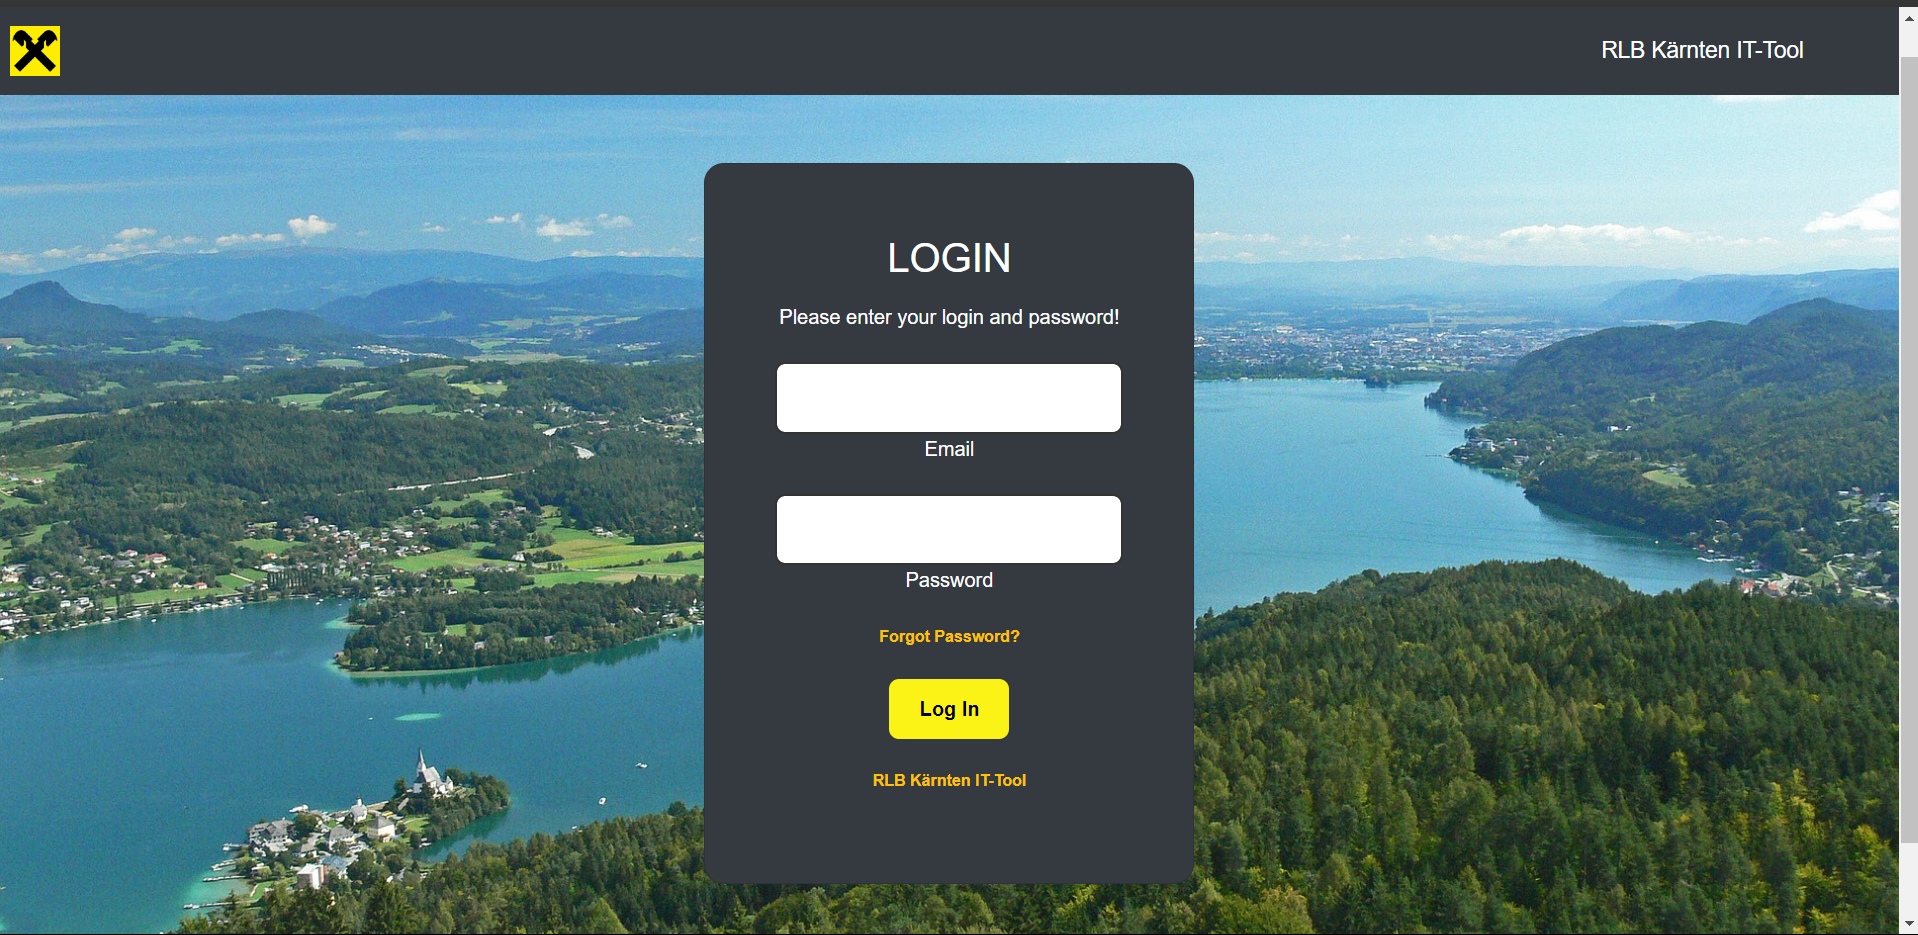 RLB Kärnten IT-Tool
LOGIN
Please enter your login and password!
Email
Password
Forgot Password?
Log In
RLB Kärnten IT-Tool